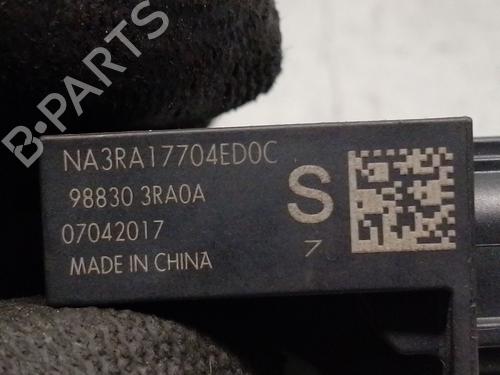 B-PARTS
NA3RA17704ED0C
98830 3RA0A
07042017
MADE IN CHINA
S
7